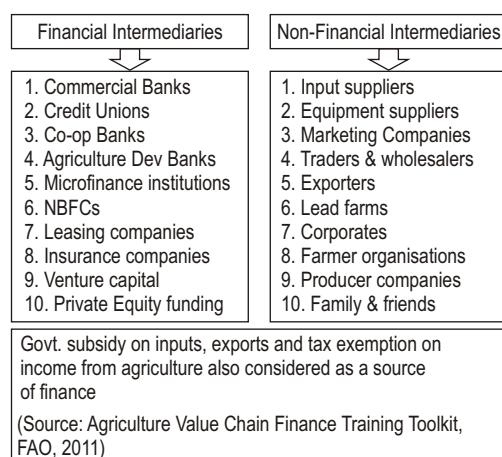 Financial Intermediaries
1. Commercial Banks
2. Credit Unions
3. Co-op Banks
4. Agriculture Dev Banks
5. Microfinance institutions
6. NBFCs
7. Leasing companies
8. Insurance companies
9. Venture capital
10. Private Equity funding
Non-Financial Intermediaries
1. Input suppliers
2. Equipment suppliers
3. Marketing Companies
4. Traders & wholesalers
5. Exporters
6. Lead farms
7. Corporates
8. Farmer organisations
9. Producer companies
10. Family & friends
Govt. subsidy on inputs, exports and tax exemption on
income from agriculture also considered as a source
of finance
(Source: Agriculture Value Chain Finance Training Toolkit,
FAO, 2011)